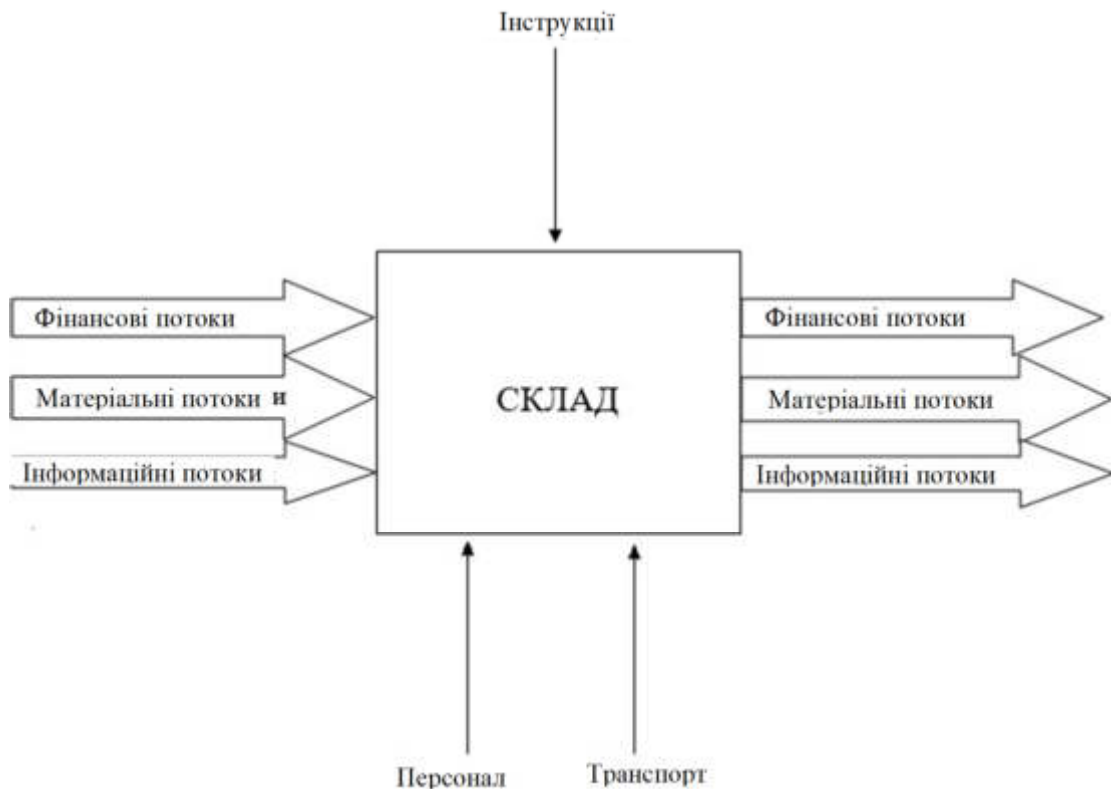 Інструкції
Фінансові потоки
Фінансові потоки
Матеріальні потоки и
СКЛАД
Матеріальні потоки
Інформаційні потоки
Інформаційні потоки
Персонал
Транспорт